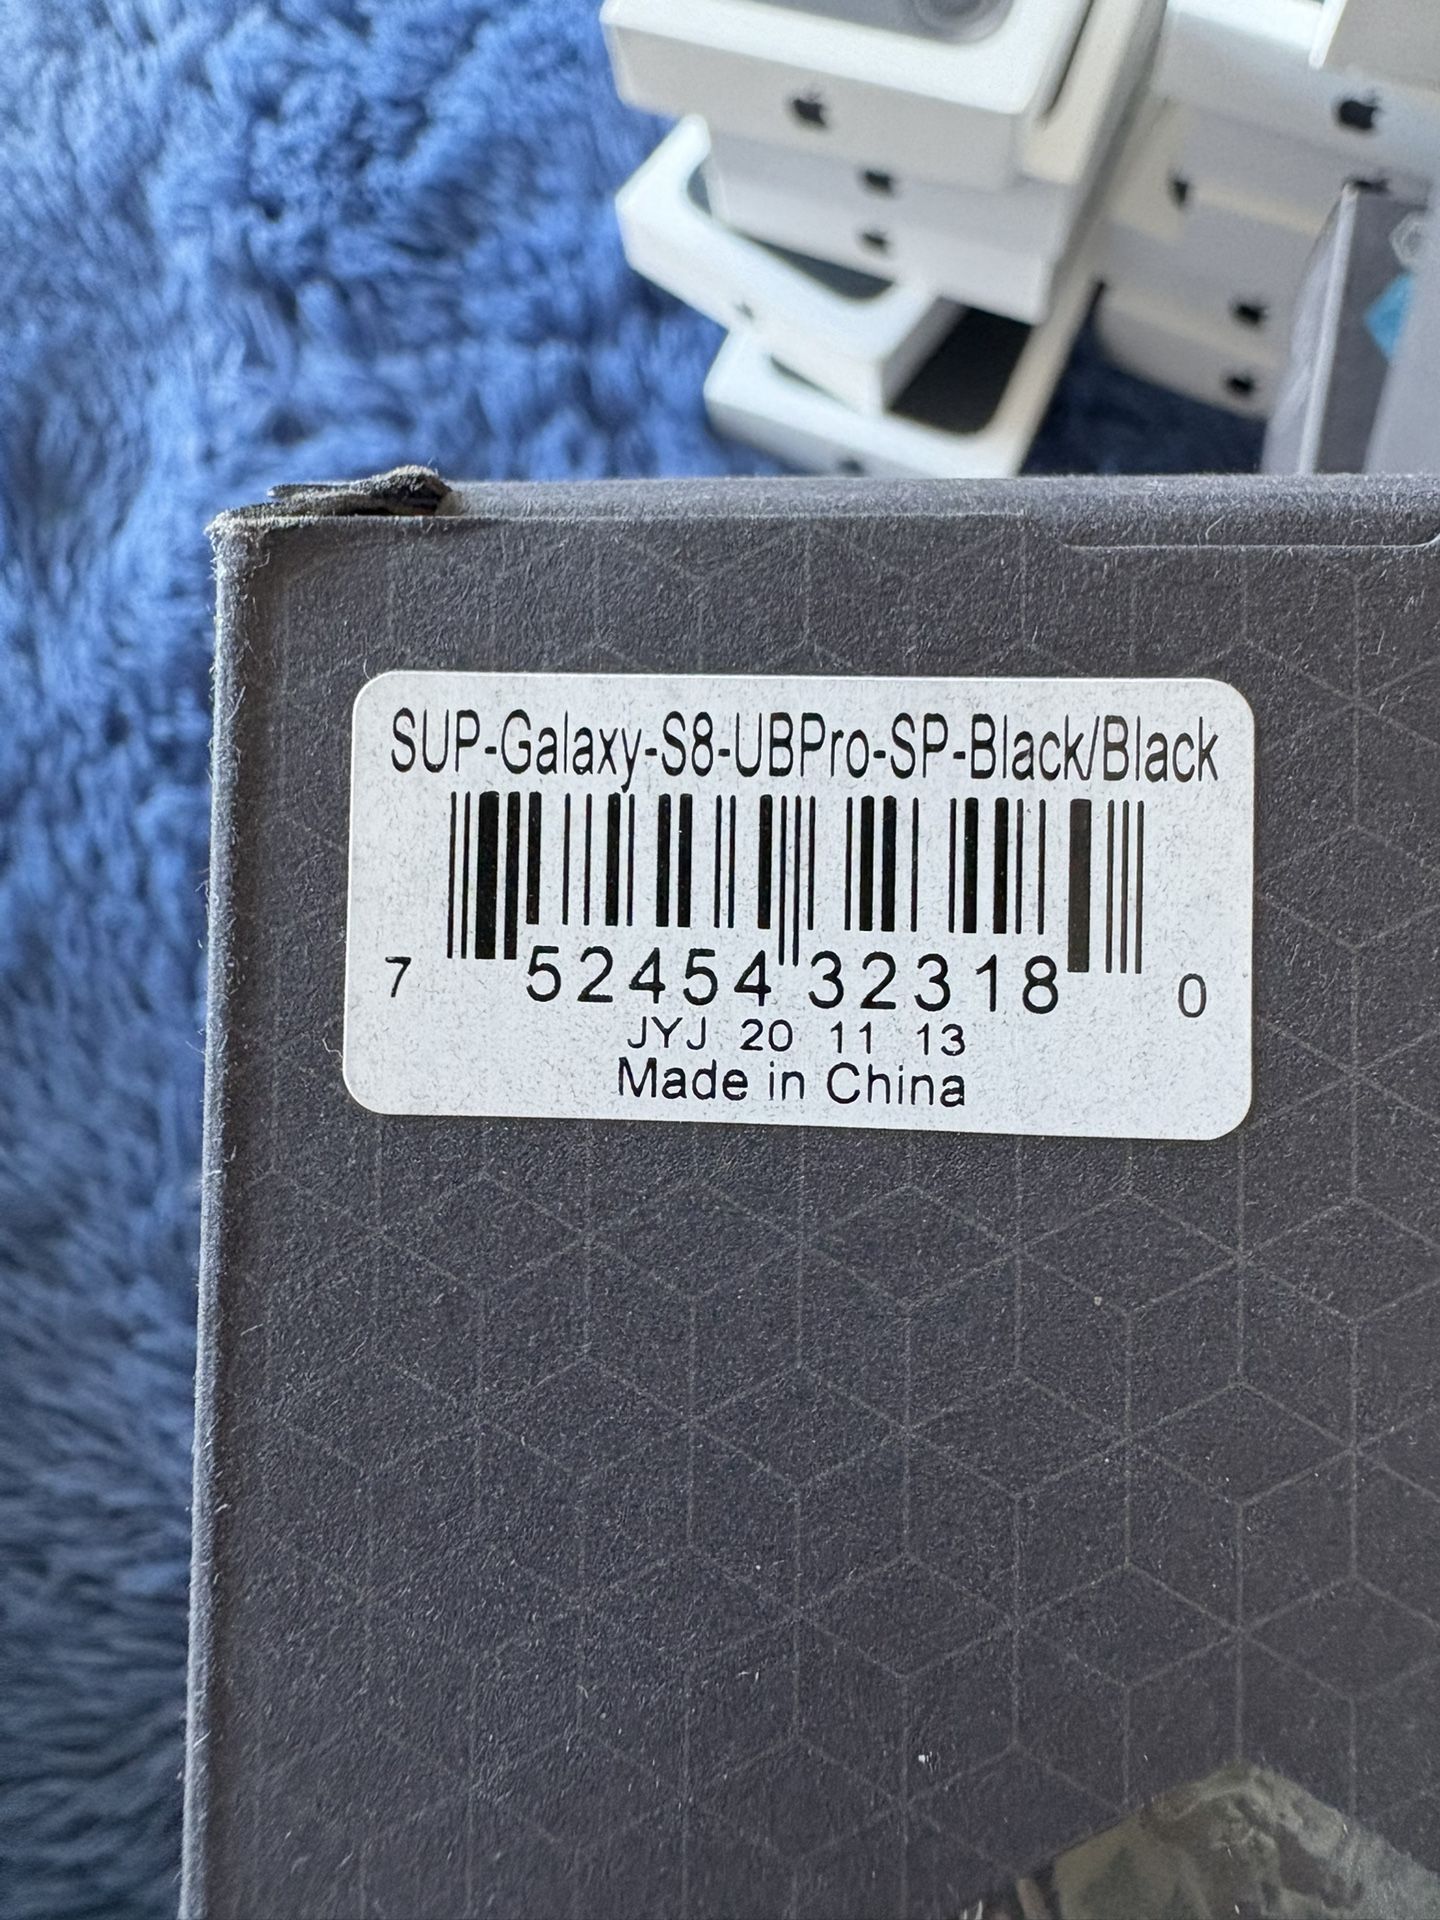 SUP-Galaxy-S8-UBPro-SP-Black/Black
7 52454 32318 0
JYJ 20 11 13
Made in China